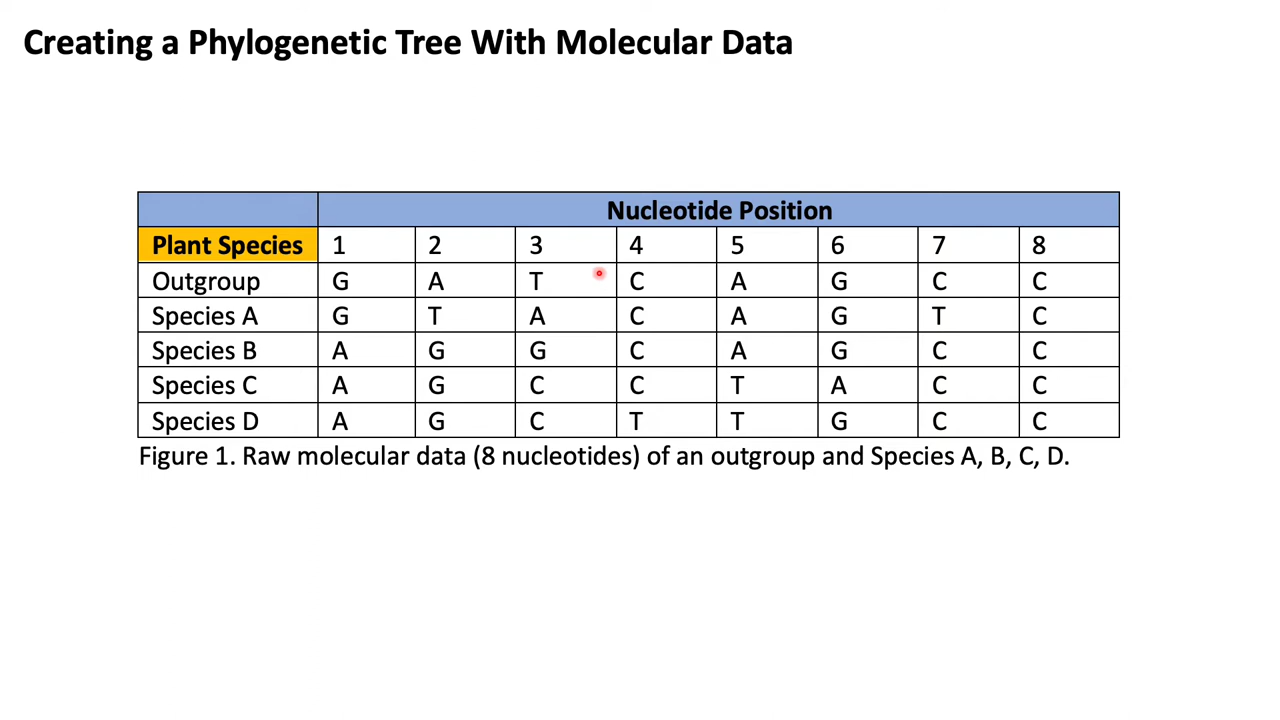 Creating a Phylogenetic Tree With Molecular Data
Nucleotide Position
Plant Species 1 2 3 4 5 6 7 8
Outgroup G A T C A G C C
Species A G T A C A G T C
Species B A G G C A G C C
Species C A G C C T A C C
Species D A G C T T G C C
Figure 1. Raw molecular data (8 nucleotides) of an outgroup and Species A, B, C, D.